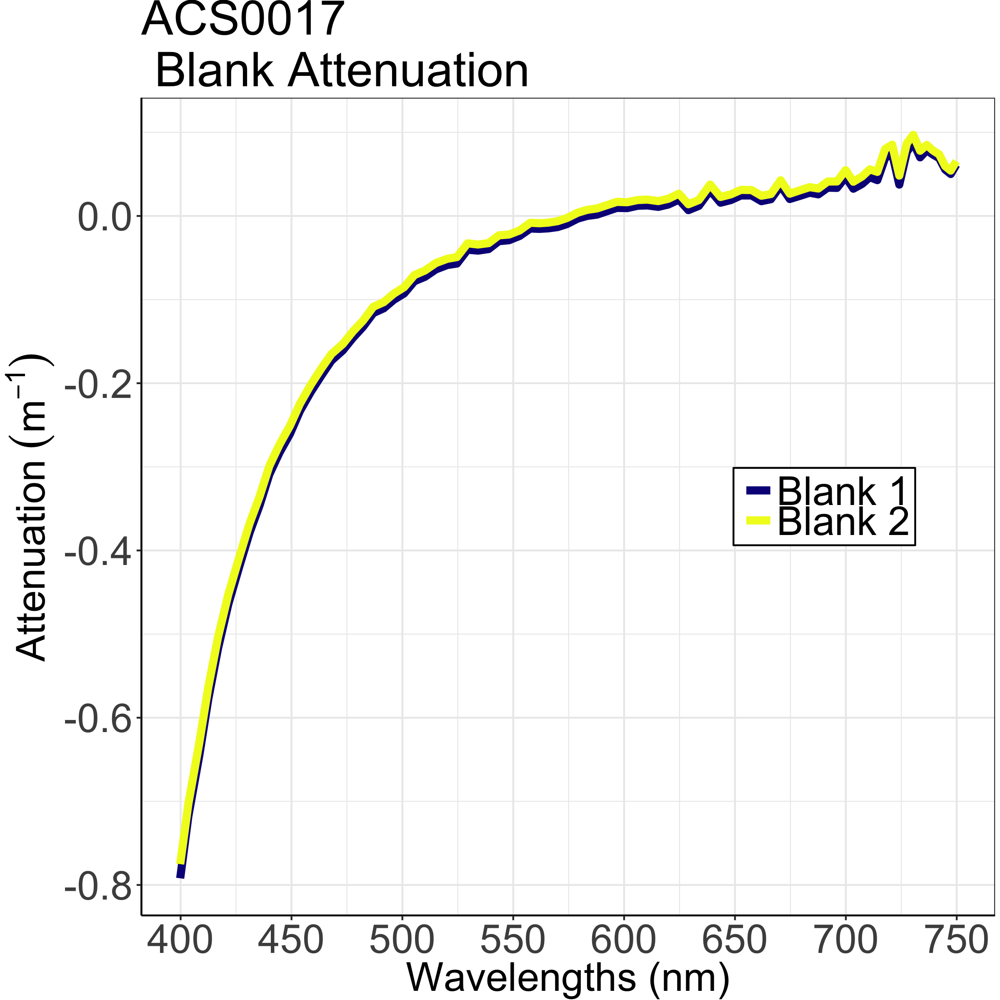 ACS0017
Blank Attenuation
Attenuation (m⁻¹)
0.0
-0.2
-0.4
-0.6
-0.8
Blank 1
Blank 2
400 450 500 550 600 650 700 750
Wavelengths (nm)